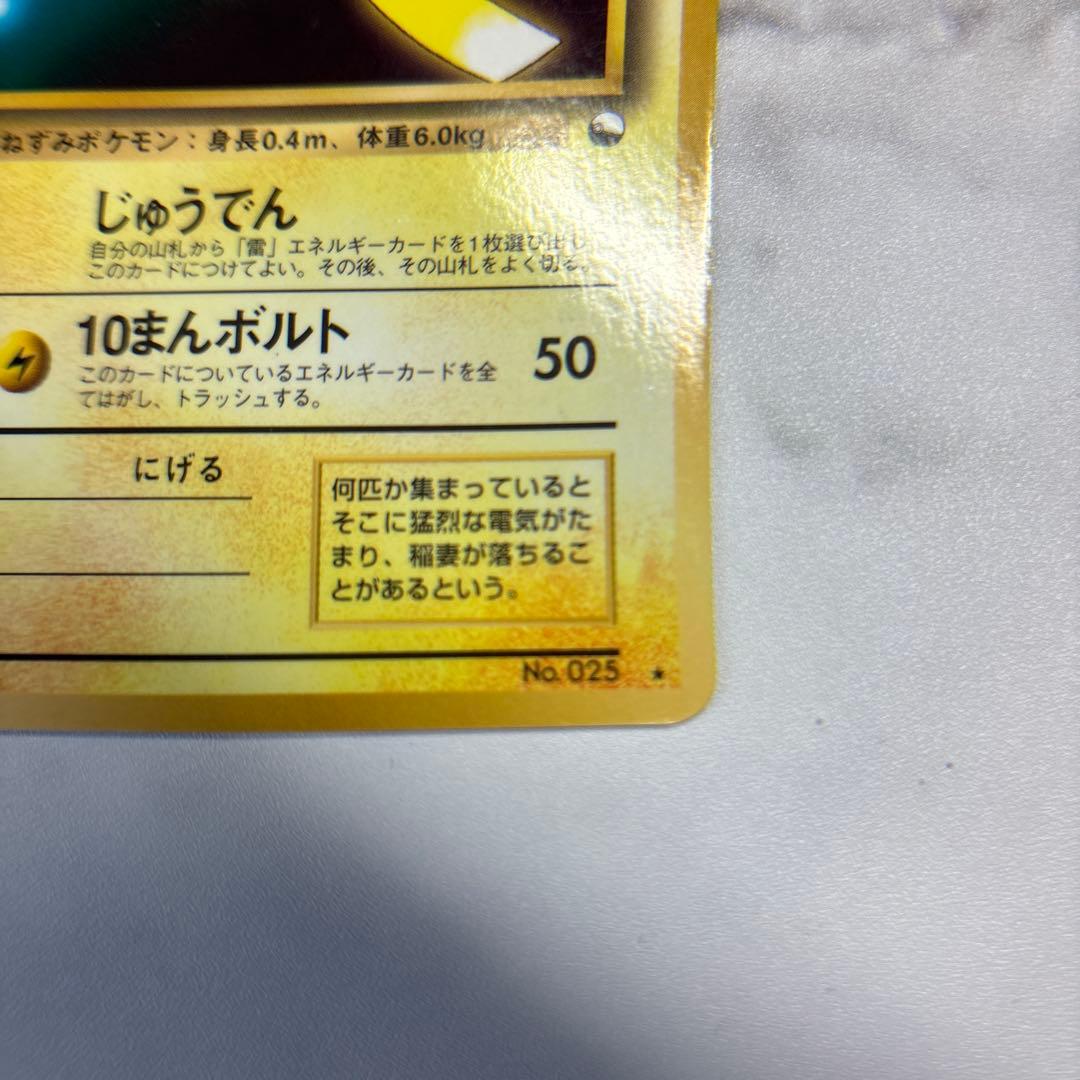 ねずみポケモン：身長0.4m、体重6.0kg
じゅうでん
自分の山札から「雷」エネルギーカードを1枚選び出し
このカードにつけてよい。その後、その山札をよく切る。
10まんボルト
50
このカードについているエネルギーカードを全
てはがし、トラッシュする。
にげる
何匹か集まっていると
そこに猛烈な電気がた
まり、稲妻が落ちるこ
とがあるという。
No. 025 ★